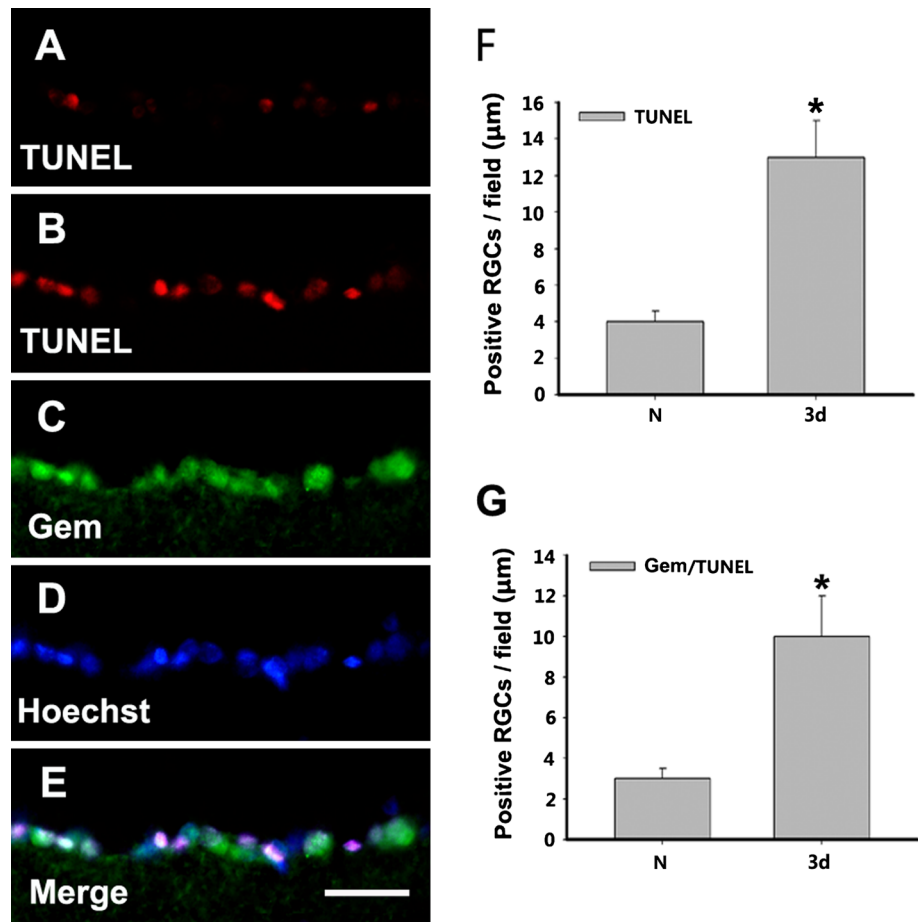 A
TUNEL
B
TUNEL
C
Gem
D
Hoechst
E
Merge
F
Positive RGCs / field (μm)
16
14
12
10
8
6
4
2
0
TUNEL
*
N
3d
G
Positive RGCs / field (μm)
14
12
10
8
6
4
2
0
Gem/TUNEL
*
N
3d